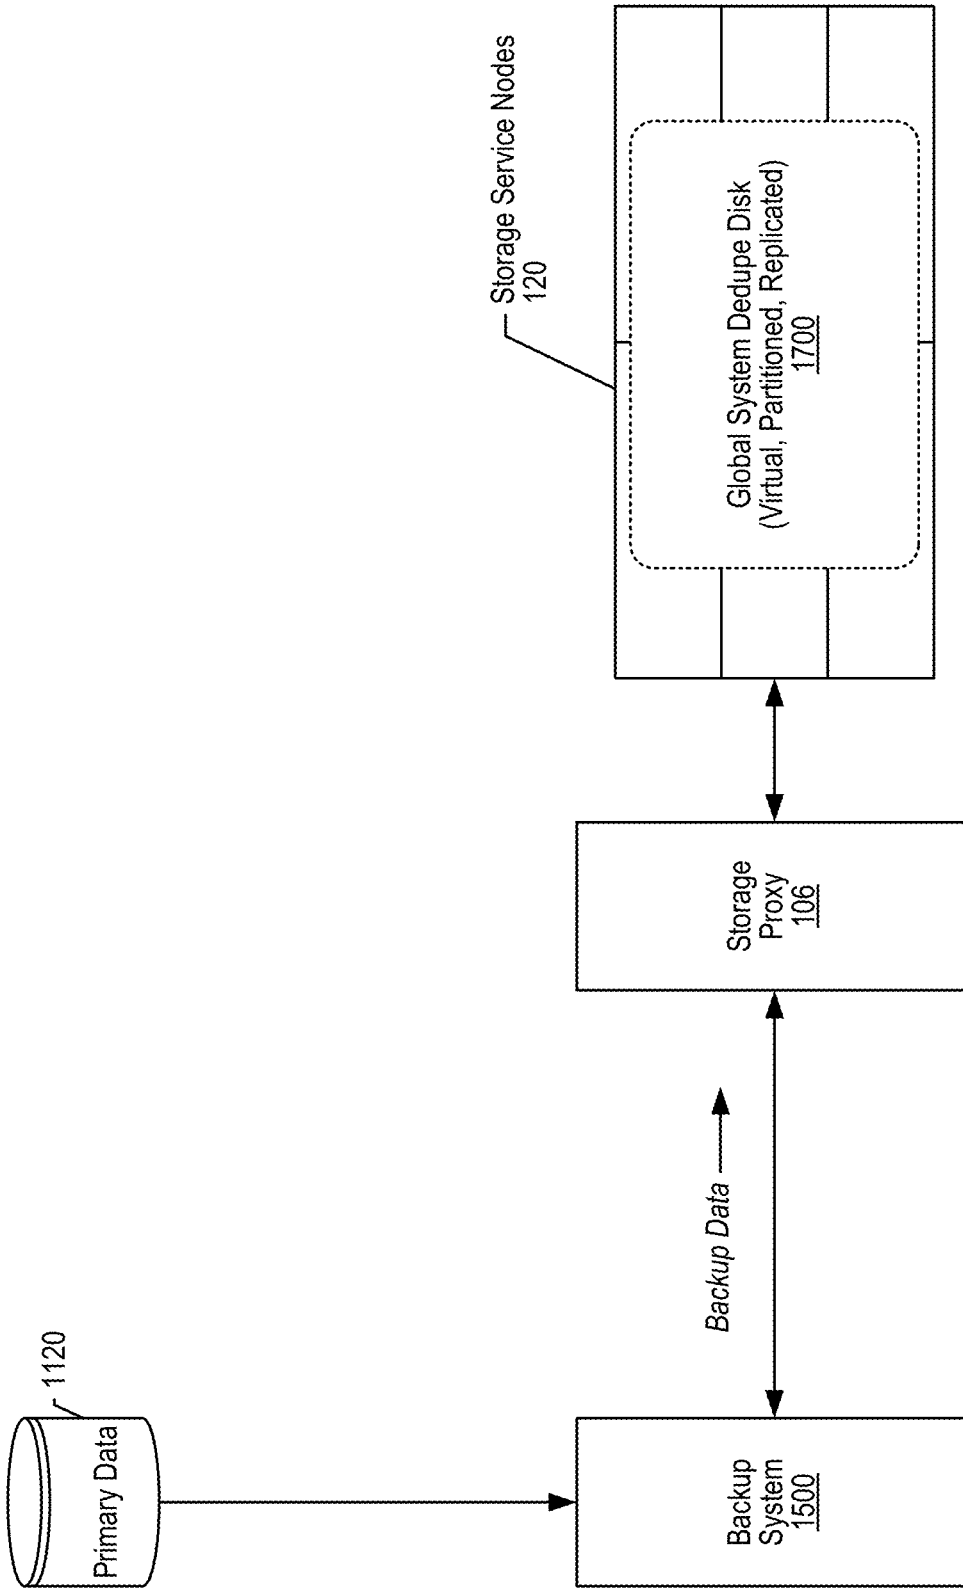 Primary Data
1120
Backup
System
1500
Backup Data
Storage
Proxy
106
Storage Service Nodes
120
Global System Dedupe Disk
(Virtual, Partitioned, Replicated)
1700